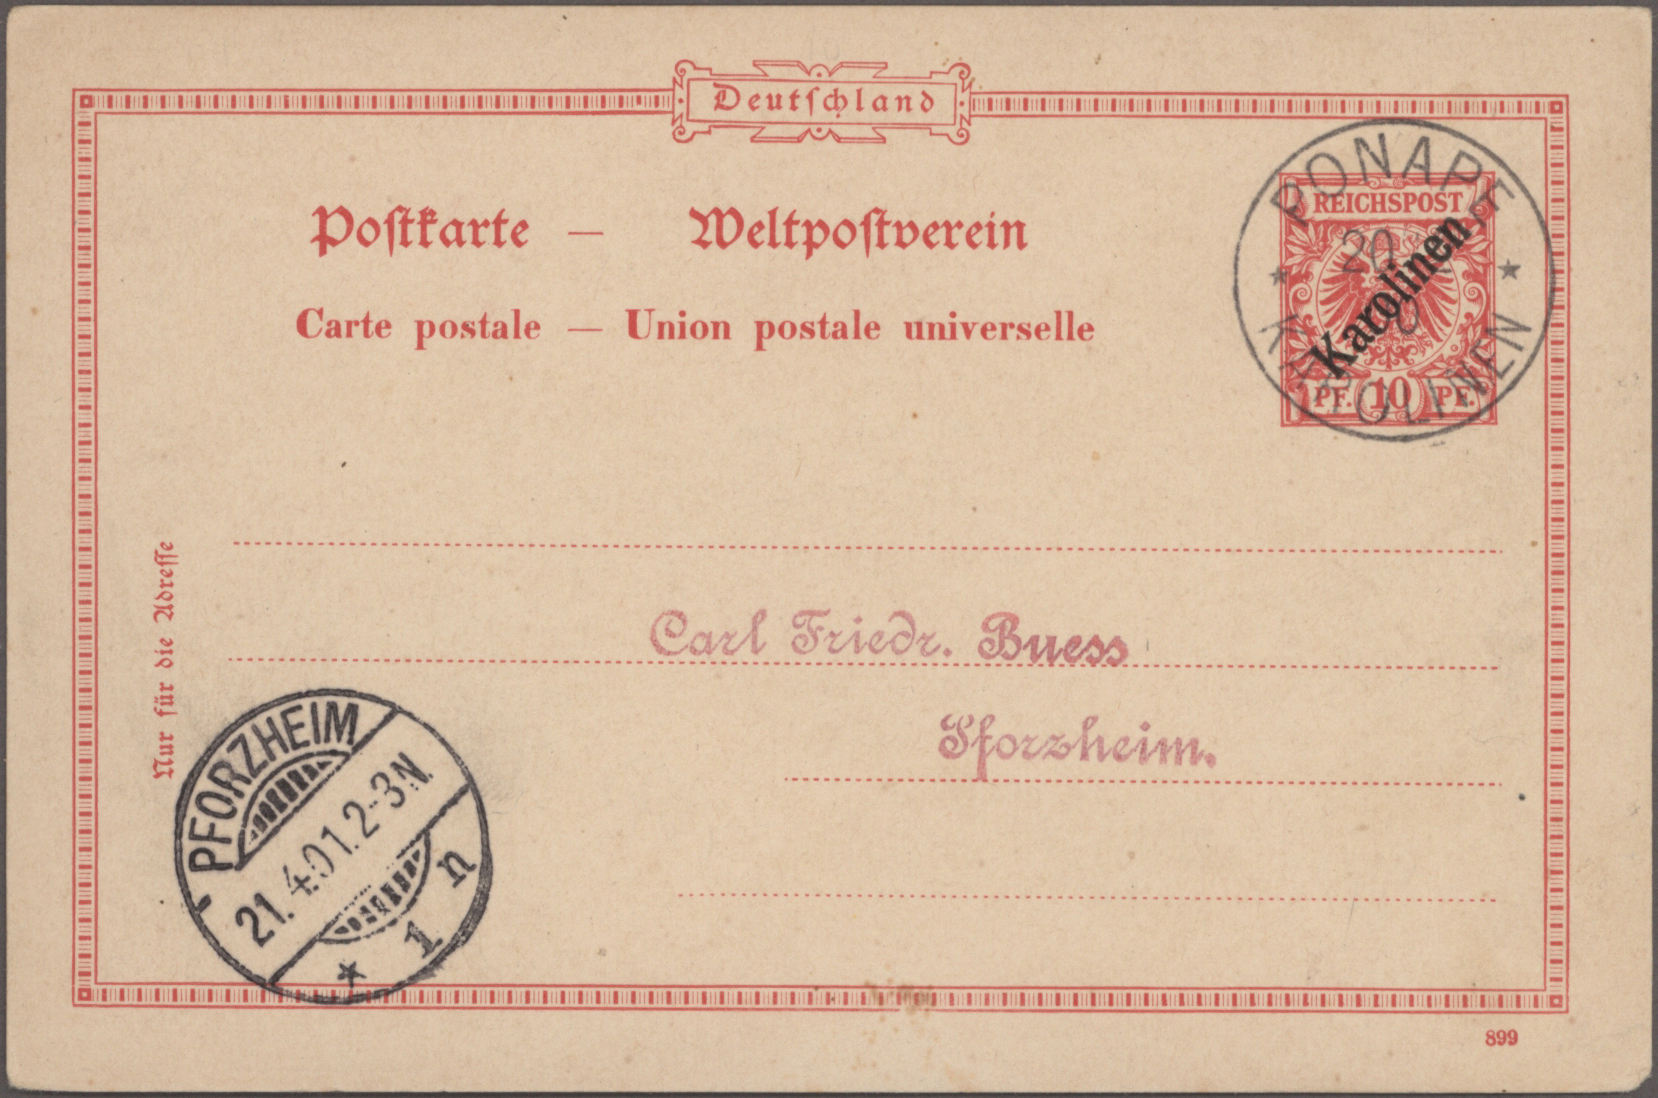 Deutſchland
PONAPE
REICHSPOST
20
Karolinen
KAROLINEN
PF. 10 PF.
Poſtkarte — Weltpoſtverein
Carte postale — Union postale universelle
Nur für die Adreſſe
Carl Friedr. Buess
Pforzheim.
PFORZHEIM
21.4.01.2-3N.
* 1 n
899